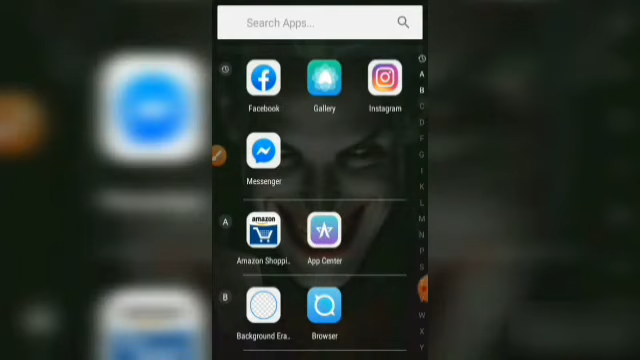 Search Apps...
Facebook
Gallery
Instagram
Messenger
A
amazon
Amazon Shoppi..
App Center
B
Background Era..
Browser
A
B
C
D
F
G
I
K
L
M
N
P
S
W
X
Y